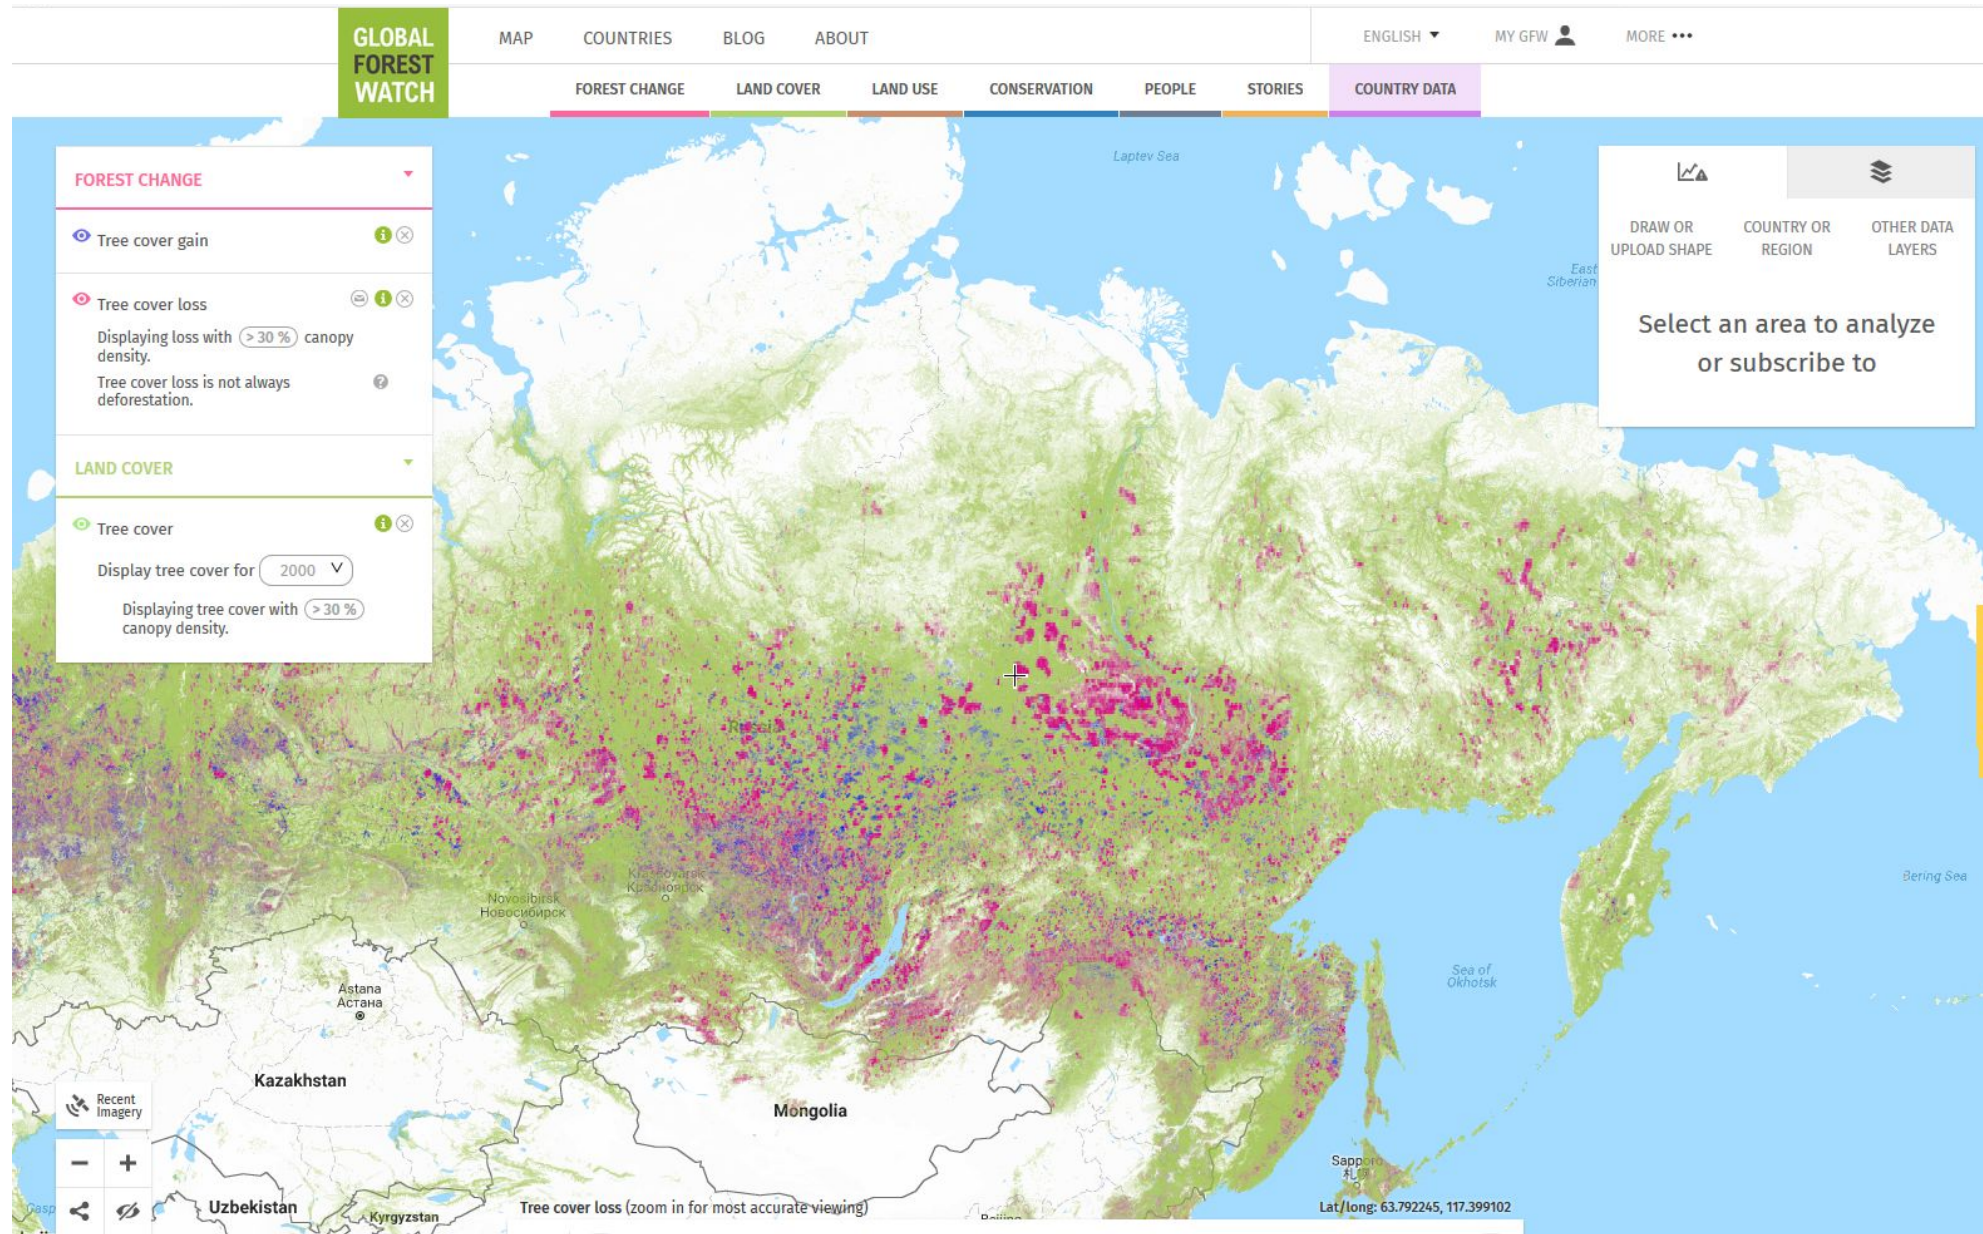 GLOBAL
FOREST
WATCH
MAP
COUNTRIES
BLOG
ABOUT
ENGLISH
MY GFW
MORE
FOREST CHANGE
LAND COVER
LAND USE
CONSERVATION
PEOPLE
STORIES
COUNTRY DATA
FOREST CHANGE
Tree cover gain
Tree cover loss
Displaying loss with > 30 % canopy
density.
Tree cover loss is not always
deforestation.
LAND COVER
Tree cover
Display tree cover for 2000
Displaying tree cover with > 30 %
canopy density.
DRAW OR
UPLOAD SHAPE
COUNTRY OR
REGION
OTHER DATA
LAYERS
Select an area to analyze
or subscribe to
Laptev Sea
East
Siberian
Russia
Krasnoyarsk
Красноярск
Novosibirsk
Новосибирск
Astana
Астана
Kazakhstan
Mongolia
Bering Sea
Sea of
Okhotsk
Sapporo
札幌
Recent
Imagery
Uzbekistan
Kyrgyzstan
Tree cover loss (zoom in for most accurate viewing)
Lat/long: 63.792245, 117.399102